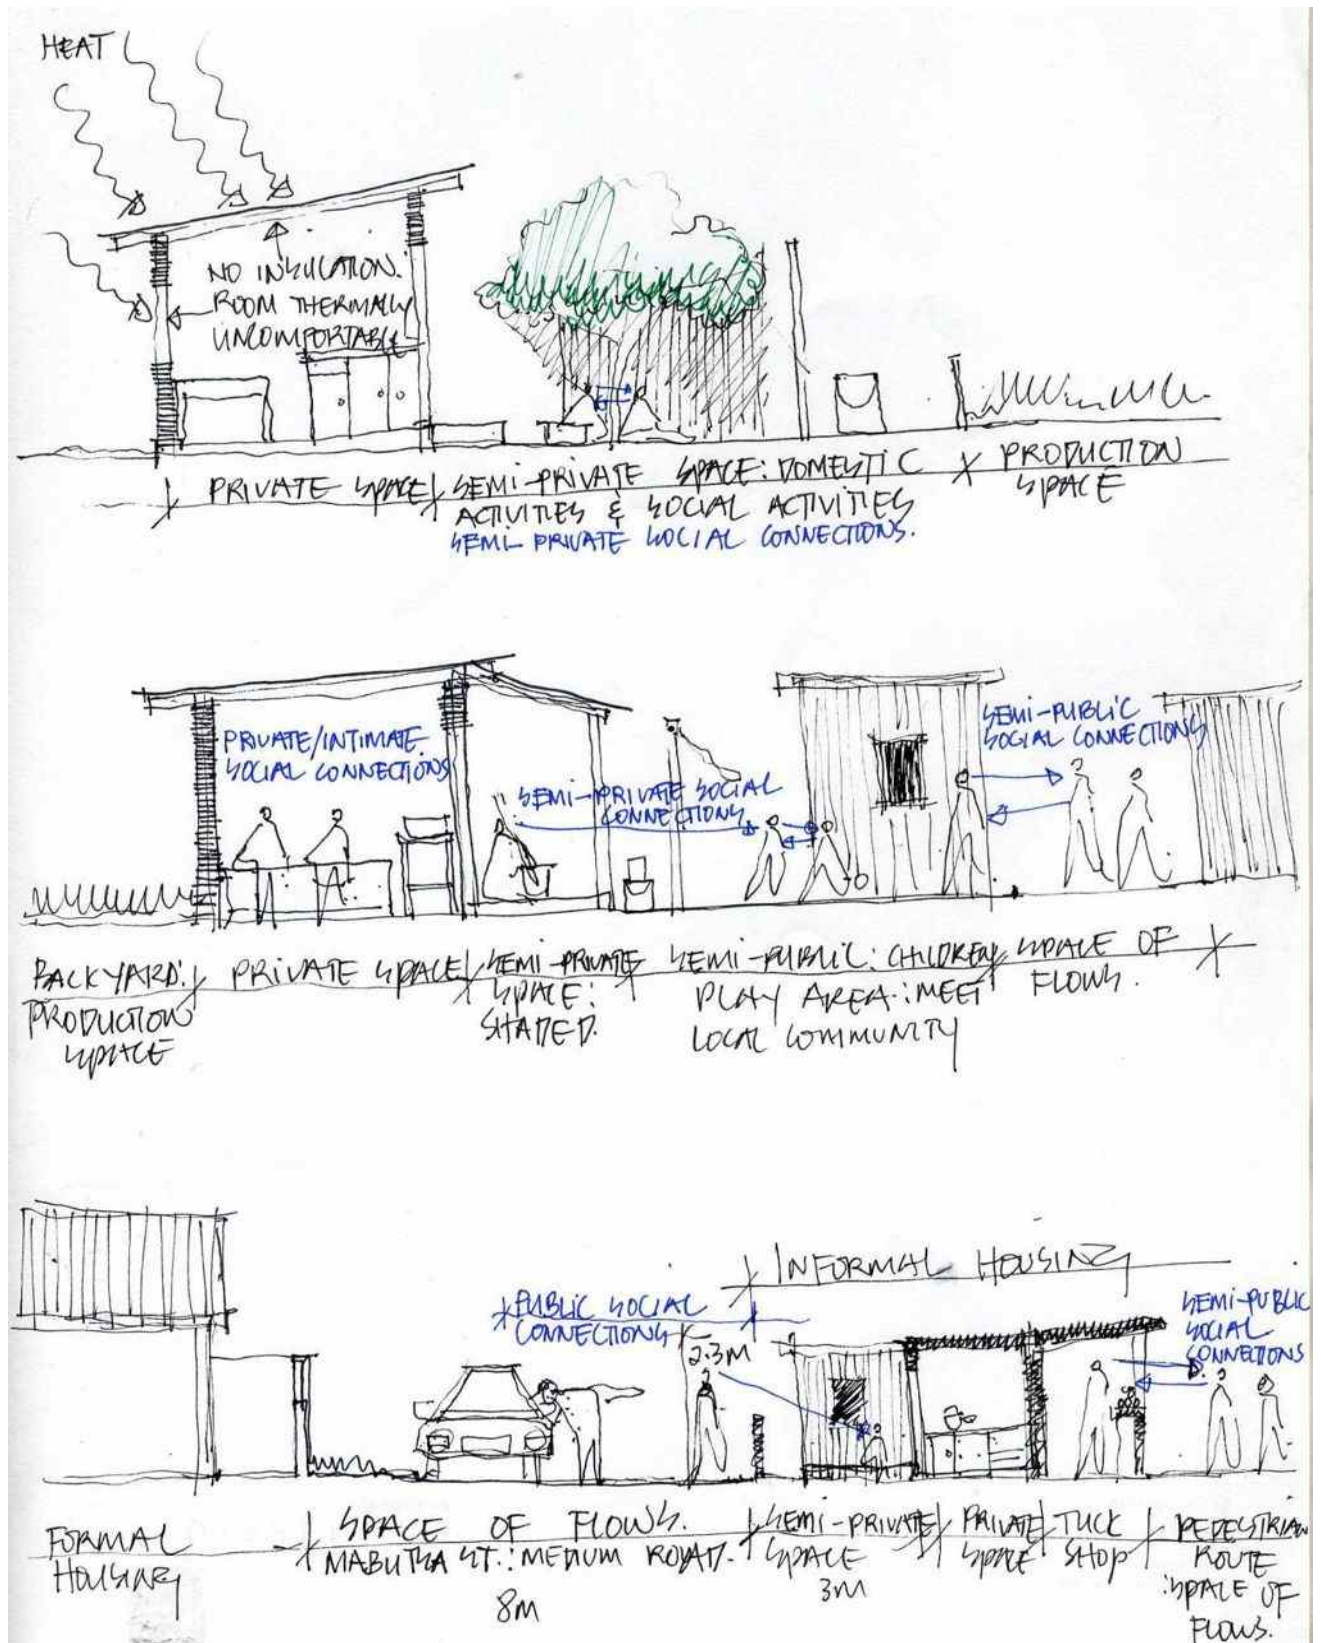 HEAT
NO INSULATION.
ROOM THERMALLY
UNCOMFORTABLE
PRIVATE SPACE
SEMI-PRIVATE SPACE: DOMESTIC
ACTIVITIES & SOCIAL ACTIVITIES
SEMI-PRIVATE SOCIAL CONNECTIONS.
PRODUCTION
SPACE
PRIVATE/INTIMATE
SOCIAL CONNECTIONS
SEMI-PRIVATE SOCIAL
CONNECTIONS
SEMI-PUBLIC
SOCIAL CONNECTIONS
BACKYARD:
PRODUCTION
SPACE
PRIVATE SPACE
SEMI-PRIVATE
SPACE:
SHADED.
SEMI-PUBLIC: CHILDREN
PLAY AREA: MEET
LOCAL COMMUNITY
SPACE OF
FLOWS.
INFORMAL HOUSING
PUBLIC SOCIAL
CONNECTIONS
2.3M
SEMI-PUBLIC
SOCIAL
CONNECTIONS
FORMAL
HOUSING
SPACE OF FLOWS.
ST.: MEDIUM ROAD.
8M
SEMI-PRIVATE
SPACE
3M
PRIVATE
SPACE
TUCK
SHOP
PEDESTRIAN
ROUTE
:SPACE OF
FLOWS.